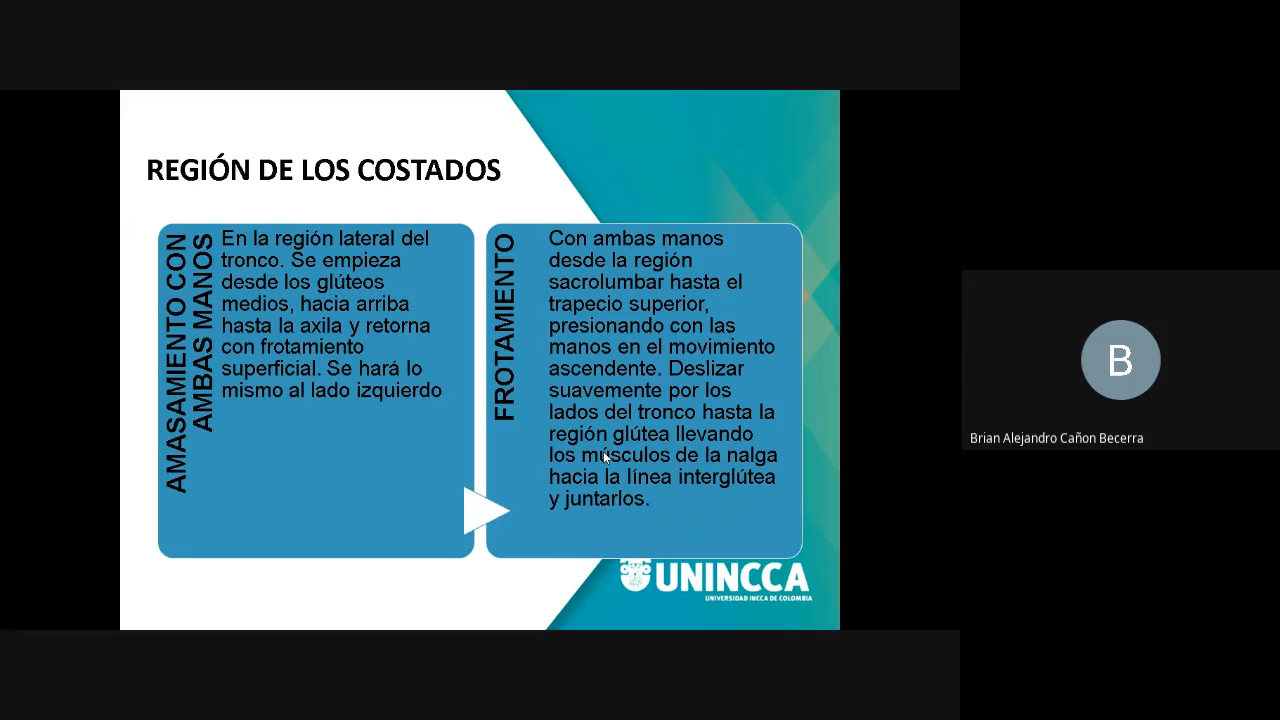 REGIÓN DE LOS COSTADOS
AMASAMIENTO CON
AMBAS MANOS
En la región lateral del
tronco. Se empieza
desde los glúteos
medios, hacia arriba
hasta la axila y retorna
con frotamiento
superficial. Se hará lo
mismo al lado izquierdo
FROTAMIENTO
Con ambas manos
desde la región
sacrolumbar hasta el
trapecio superior,
presionando con las
manos en el movimiento
ascendente. Deslizar
suavemente por los
lados del tronco hasta la
región glútea llevando
los músculos de la nalga
hacia la línea interglútea
y juntarlos.
UNINCCA
UNIVERSIDAD INCCA DE COLOMBIA
B
Brian Alejandro Cañon Becerra